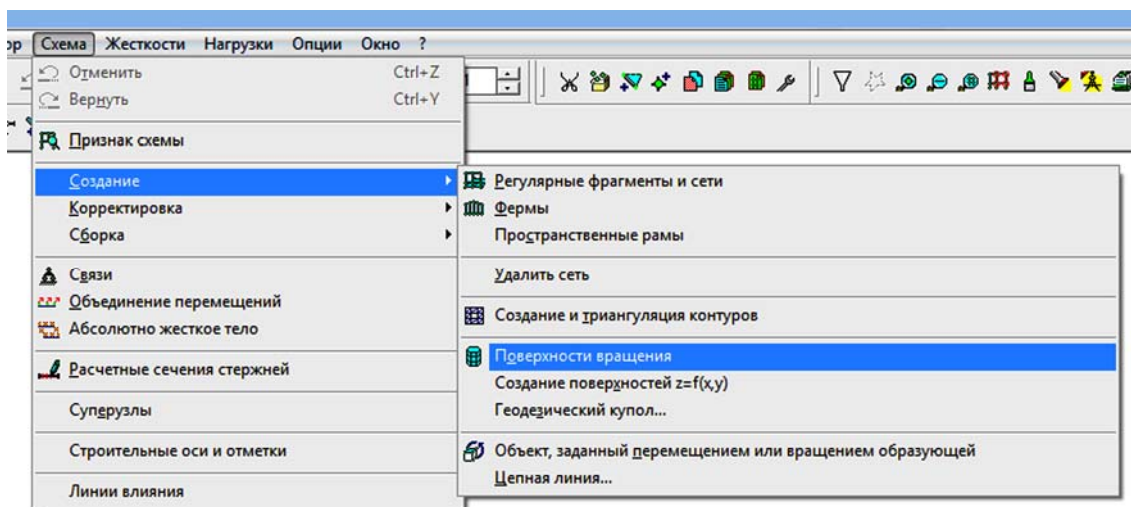 ор Схема Жесткости Нагрузки Опции Окно ?
Отменить Ctrl+Z
Вернуть Ctrl+Y
Признак схемы
Создание
Корректировка
Сборка
Связи
Объединение перемещений
Абсолютно жесткое тело
Расчетные сечения стержней
Суперузлы
Строительные оси и отметки
Линии влияния
Регулярные фрагменты и сети
Фермы
Пространственные рамы
Удалить сеть
Создание и триангуляция контуров
Поверхности вращения
Создание поверхностей z=f(x,y)
Геодезический купол...
Объект, заданный перемещением или вращением образующей
Цепная линия...